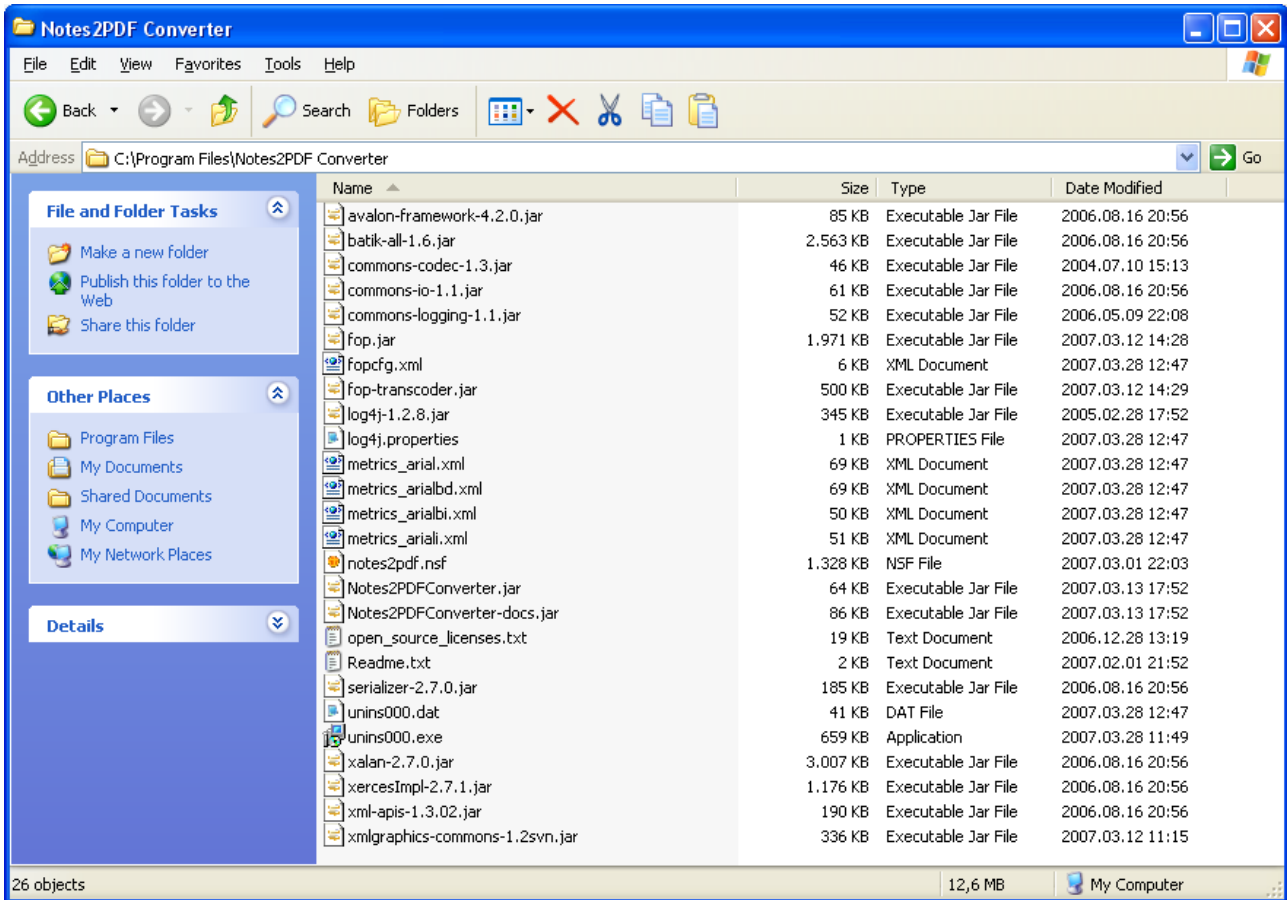 Notes2PDF Converter
File Edit View Favorites Tools Help
Back Search Folders
Address C:\Program Files\Notes2PDF Converter Go
File and Folder Tasks
Make a new folder
Publish this folder to the
Web
Share this folder
Other Places
Program Files
My Documents
Shared Documents
My Computer
My Network Places
Details
Name Size Type Date Modified
avalon-framework-4.2.0.jar 85 KB Executable Jar File 2006.08.16 20:56
batik-all-1.6.jar 2.563 KB Executable Jar File 2006.08.16 20:56
commons-codec-1.3.jar 46 KB Executable Jar File 2004.07.10 15:13
commons-io-1.1.jar 61 KB Executable Jar File 2006.08.16 20:56
commons-logging-1.1.jar 52 KB Executable Jar File 2006.05.09 22:08
fop.jar 1.971 KB Executable Jar File 2007.03.12 14:28
fopcfg.xml 6 KB XML Document 2007.03.28 12:47
fop-transcoder.jar 500 KB Executable Jar File 2007.03.12 14:29
log4j-1.2.8.jar 345 KB Executable Jar File 2005.02.28 17:52
log4j.properties 1 KB PROPERTIES File 2007.03.28 12:47
metrics_arial.xml 69 KB XML Document 2007.03.28 12:47
metrics_arialbd.xml 69 KB XML Document 2007.03.28 12:47
metrics_arialbi.xml 50 KB XML Document 2007.03.28 12:47
metrics_ariali.xml 51 KB XML Document 2007.03.28 12:47
notes2pdf.nsf 1.328 KB NSF File 2007.03.01 22:03
Notes2PDFConverter.jar 64 KB Executable Jar File 2007.03.13 17:52
Notes2PDFConverter-docs.jar 86 KB Executable Jar File 2007.03.13 17:52
open_source_licenses.txt 19 KB Text Document 2006.12.28 13:19
Readme.txt 2 KB Text Document 2007.02.01 21:52
serializer-2.7.0.jar 185 KB Executable Jar File 2006.08.16 20:56
unins000.dat 41 KB DAT File 2007.03.28 12:47
unins000.exe 659 KB Application 2007.03.28 11:49
xalan-2.7.0.jar 3.007 KB Executable Jar File 2006.08.16 20:56
xercesImpl-2.7.1.jar 1.176 KB Executable Jar File 2006.08.16 20:56
xml-apis-1.3.02.jar 190 KB Executable Jar File 2006.08.16 20:56
xmlgraphics-commons-1.2svn.jar 336 KB Executable Jar File 2007.03.12 11:15
26 objects 12,6 MB My Computer